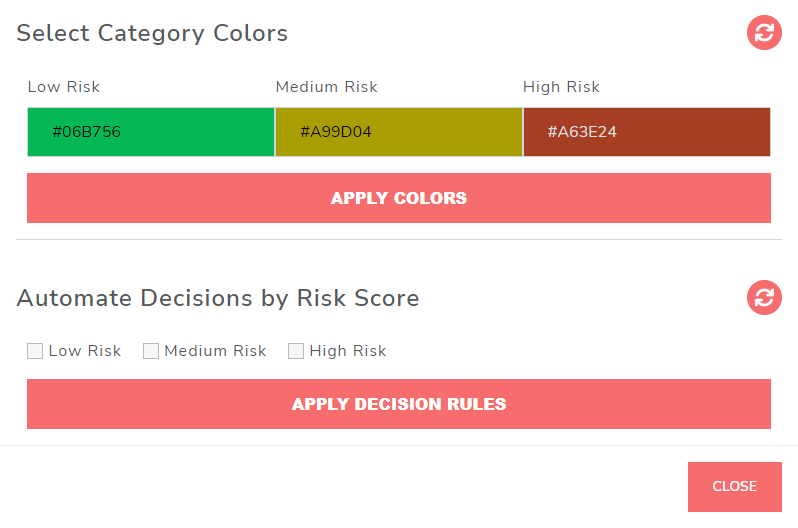 Select Category Colors
Low Risk Medium Risk High Risk
#06B756 #A99D04 #A63E24
APPLY COLORS
Automate Decisions by Risk Score
Low Risk Medium Risk High Risk
APPLY DECISION RULES
CLOSE